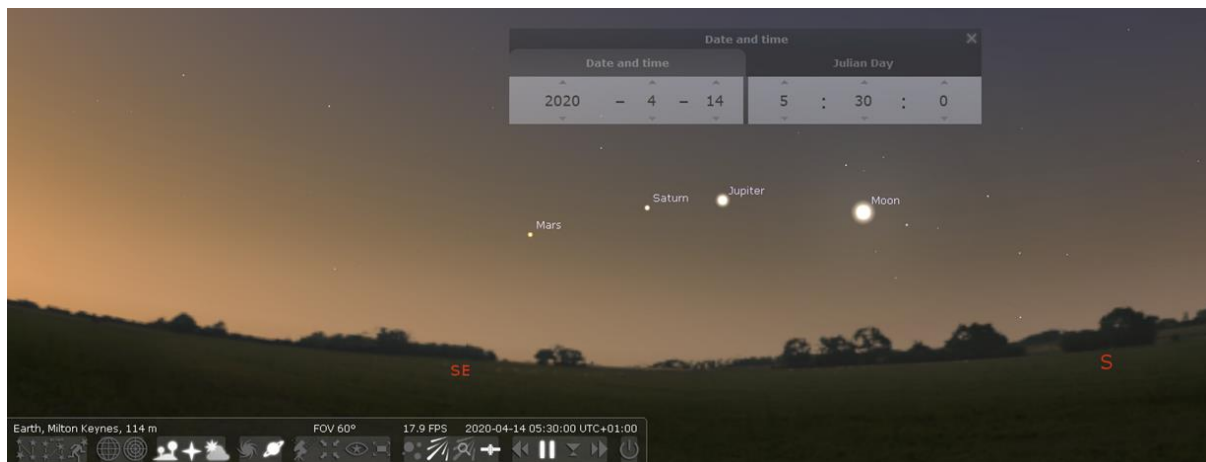 Date and time
Date and time Julian Day
2020 – 4 – 14 5 : 30 : 0
Jupiter
Saturn
Moon
Mars
S
SE
Earth, Milton Keynes, 114 m FOV 60° 17.9 FPS 2020-04-14 05:30:00 UTC+01:00